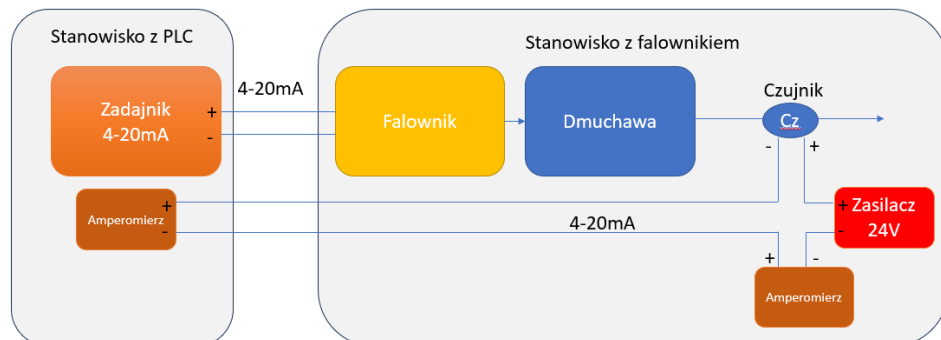 Stanowisko z PLC
Stanowisko z falownikiem
Zadajnik
4-20mA
+
-
4-20mA
Falownik
Dmuchawa
Czujnik
Cz
-
+
Amperomierz
+
-
4-20mA
Zasilacz
24V
+
-
+
-
Amperomierz